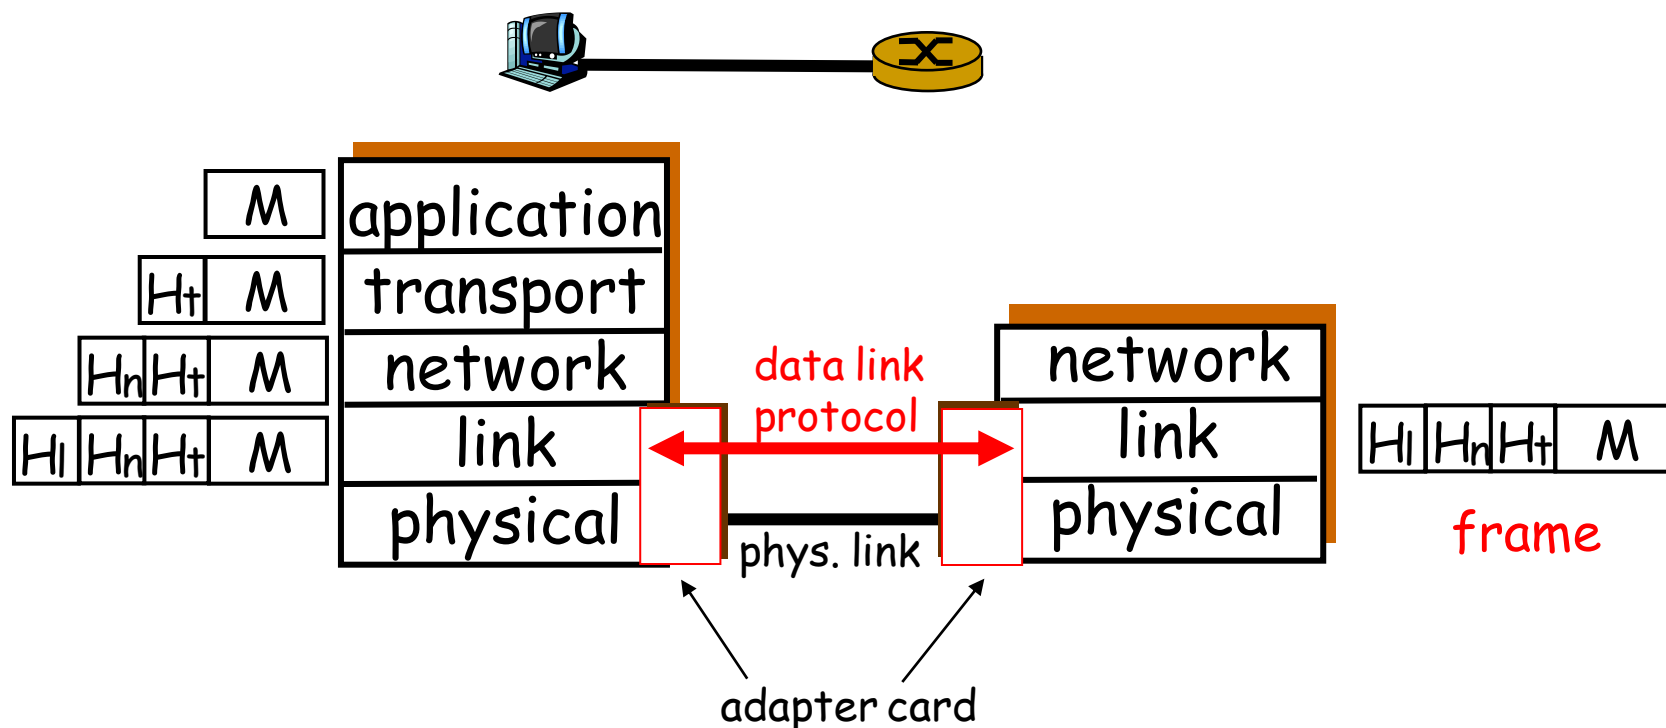 M
application
Ht M
transport
Hn Ht M
network
Hl Hn Ht M
link
physical
data link
protocol
phys. link
network
link
physical
Hl Hn Ht M
frame
adapter card